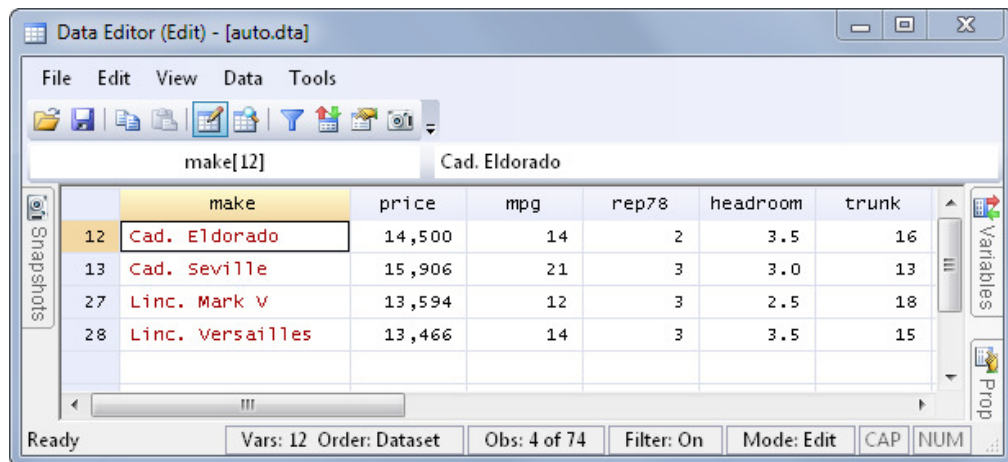 Data Editor (Edit) - [auto.dta]
File Edit View Data Tools
make[12] Cad. Eldorado
Snapshots
make price mpg rep78 headroom trunk
12 Cad. Eldorado 14,500 14 2 3.5 16
13 Cad. Seville 15,906 21 3 3.0 13
27 Linc. Mark V 13,594 12 3 2.5 18
28 Linc. Versailles 13,466 14 3 3.5 15
Variables
Prop
Ready Vars: 12 Order: Dataset Obs: 4 of 74 Filter: On Mode: Edit CAP NUM